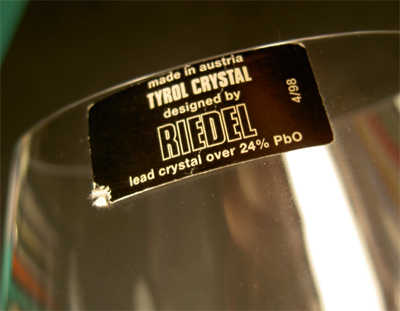 made in austria
TYROL CRYSTAL
designed by
RIEDEL
lead crystal over 24% PbO
4/98